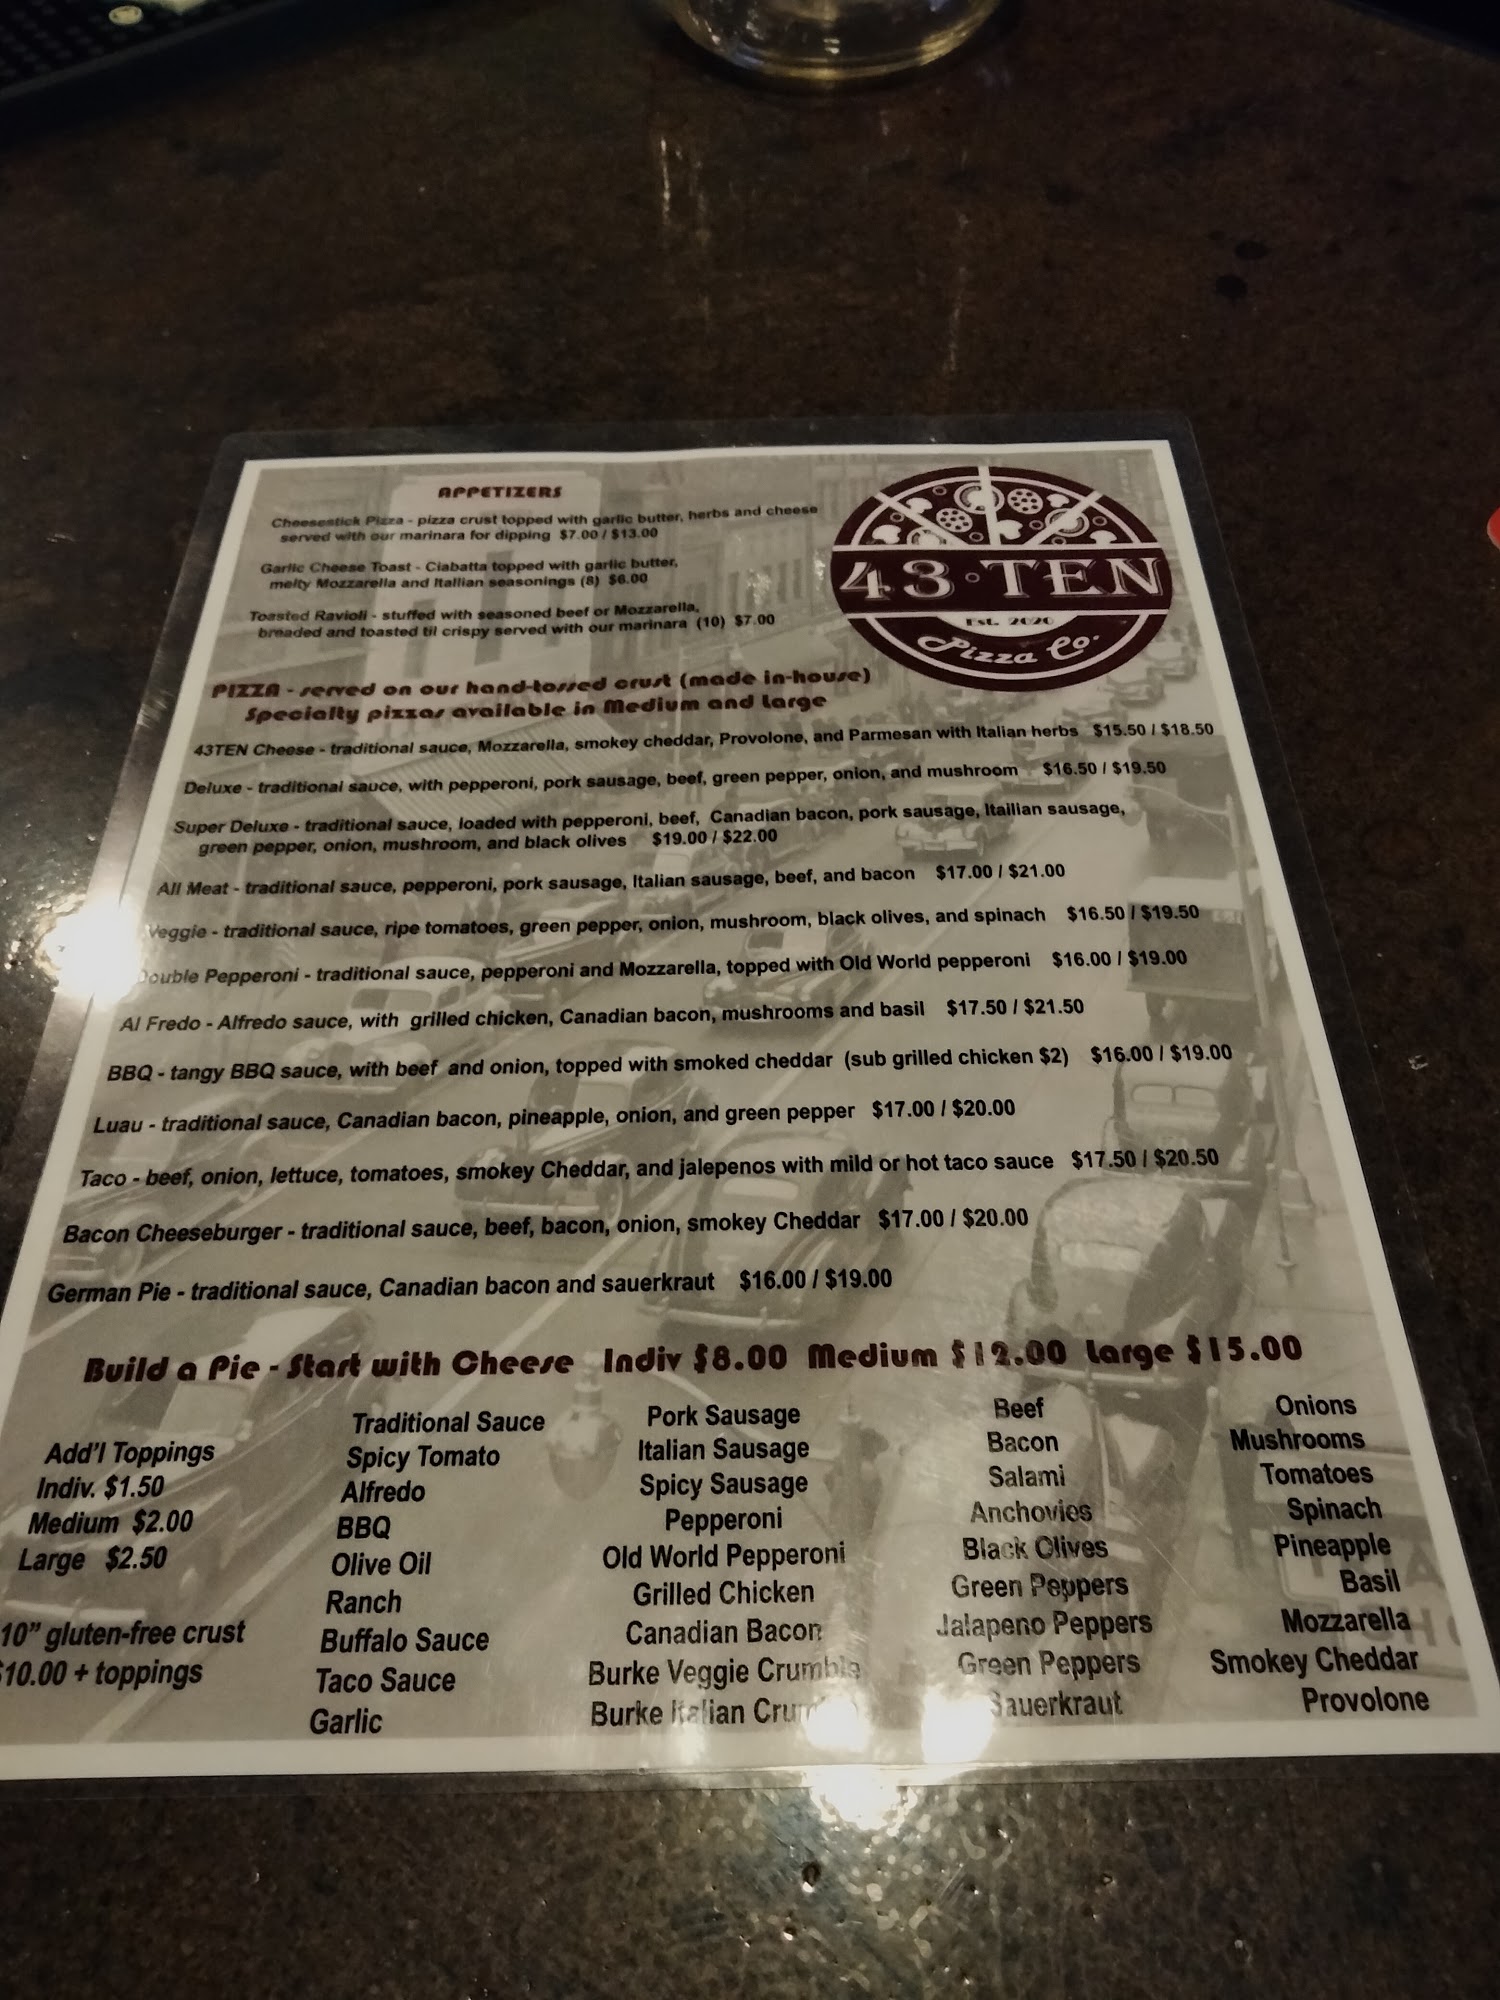 APPETIZERS
Cheesestick Pizza - pizza crust topped with garlic butter, herbs and cheese
served with our marinara for dipping $7.00 / $13.00
Garlic Cheese Toast - Ciabatta topped with garlic butter,
melty Mozzarella and Itallian seasonings (8) $6.00
Toasted Ravioli - stuffed with seasoned beef or Mozzarella,
breaded and toasted til crispy served with our marinara (10) $7.00
43·TEN
Est. 2020
Pizza Co.
PIZZA - served on our hand-tossed crust (made in-house)
Specialty pizzas available in Medium and Large
43TEN Cheese - traditional sauce, Mozzarella, smokey cheddar, Provolone, and Parmesan with Italian herbs $15.50 / $18.50
Deluxe - traditional sauce, with pepperoni, pork sausage, beef, green pepper, onion, and mushroom $16.50 / $19.50
Super Deluxe - traditional sauce, loaded with pepperoni, beef, Canadian bacon, pork sausage, Itailian sausage,
green pepper, onion, mushroom, and black olives $19.00 / $22.00
All Meat - traditional sauce, pepperoni, pork sausage, Italian sausage, beef, and bacon $17.00 / $21.00
Veggie - traditional sauce, ripe tomatoes, green pepper, onion, mushroom, black olives, and spinach $16.50 / $19.50
Double Pepperoni - traditional sauce, pepperoni and Mozzarella, topped with Old World pepperoni $16.00 / $19.00
Al Fredo - Alfredo sauce, with grilled chicken, Canadian bacon, mushrooms and basil $17.50 / $21.50
BBQ - tangy BBQ sauce, with beef and onion, topped with smoked cheddar (sub grilled chicken $2) $16.00 / $19.00
Luau - traditional sauce, Canadian bacon, pineapple, onion, and green pepper $17.00 / $20.00
Taco - beef, onion, lettuce, tomatoes, smokey Cheddar, and jalepenos with mild or hot taco sauce $17.50 / $20.50
Bacon Cheeseburger - traditional sauce, beef, bacon, onion, smokey Cheddar $17.00 / $20.00
German Pie - traditional sauce, Canadian bacon and sauerkraut $16.00 / $19.00
Build a Pie - Start with Cheese Indiv $8.00 Medium $12.00 Large $15.00
Add'l Toppings
Indiv. $1.50
Medium $2.00
Large $2.50
10" gluten-free crust
$10.00 + toppings
Traditional Sauce
Spicy Tomato
Alfredo
BBQ
Olive Oil
Ranch
Buffalo Sauce
Taco Sauce
Garlic
Pork Sausage
Italian Sausage
Spicy Sausage
Pepperoni
Old World Pepperoni
Grilled Chicken
Canadian Bacon
Burke Veggie Crumble
Burke Italian
Beef
Bacon
Salami
Anchovies
Black Olives
Green Peppers
Jalapeno Peppers
Green Peppers
Sauerkraut
Onions
Mushrooms
Tomatoes
Spinach
Pineapple
Basil
Mozzarella
Smokey Cheddar
Provolone